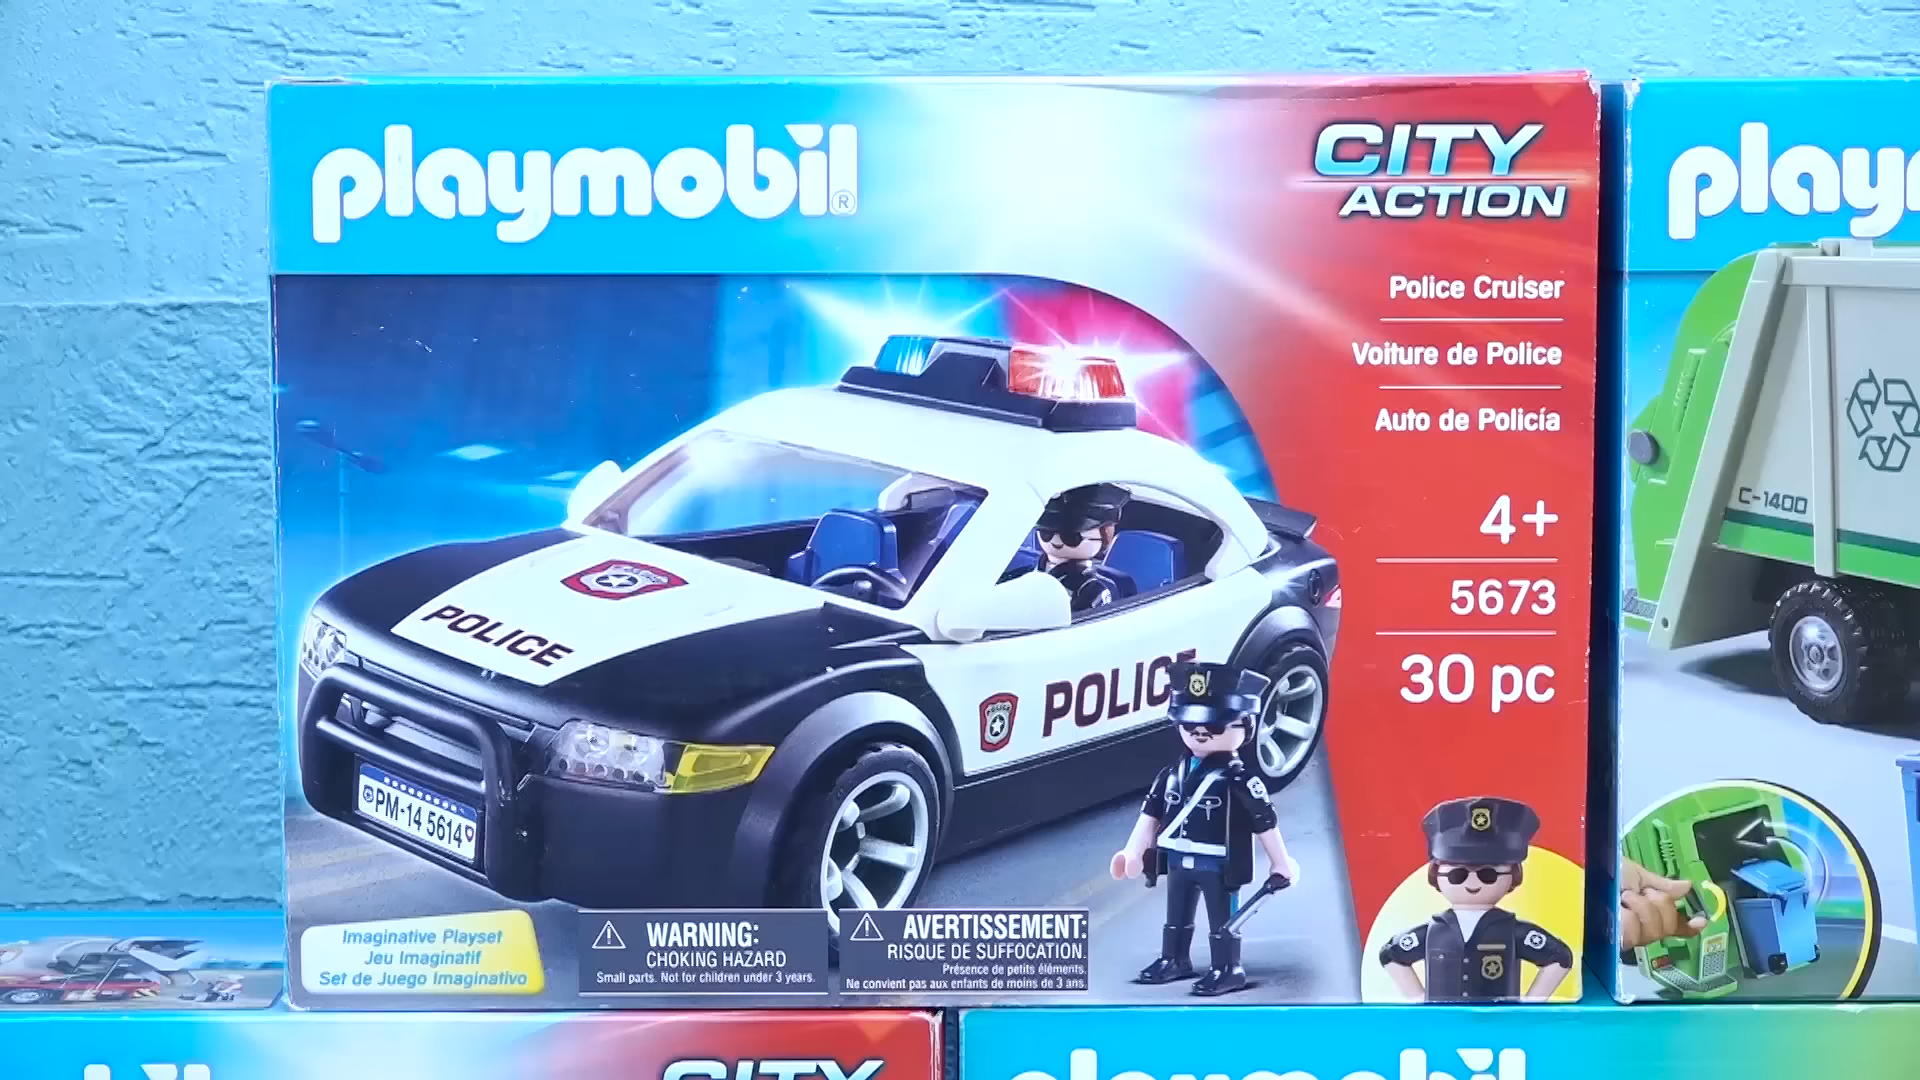 playmobil®
CITY
ACTION
Police Cruiser
Voiture de Police
Auto de Policía
4+
5673
30 pc
POLICE
POLICE
POLICE
PM-14 5614
Imaginative Playset
Jeu Imaginatif
Set de Juego Imaginativo
WARNING:
CHOKING HAZARD
Small parts. Not for children under 3 years.
AVERTISSEMENT:
RISQUE DE SUFFOCATION.
Présence de petits éléments.
Ne convient pas aux enfants de moins de 3 ans.
play
C-1400
CITY
playmobil